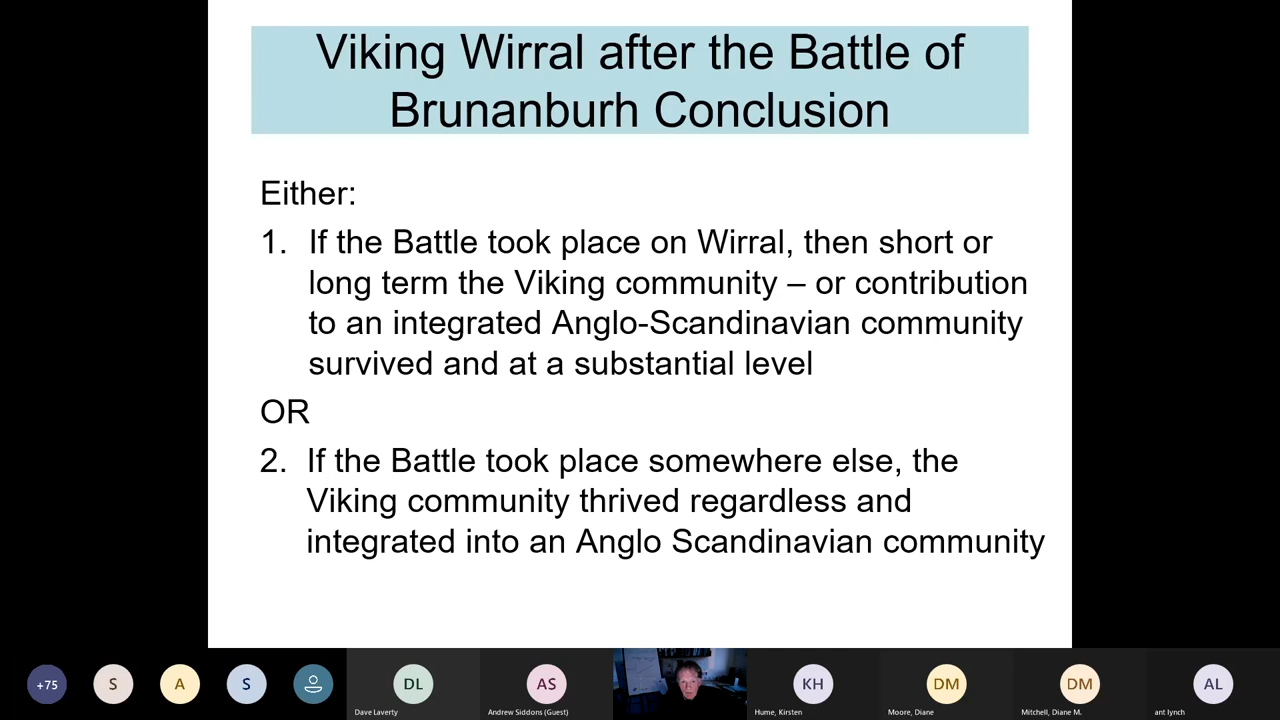 Viking Wirral after the Battle of
Brunanburh Conclusion
Either:
1. If the Battle took place on Wirral, then short or
long term the Viking community – or contribution
to an integrated Anglo-Scandinavian community
survived and at a substantial level
OR
2. If the Battle took place somewhere else, the
Viking community thrived regardless and
integrated into an Anglo Scandinavian community
+75 S A S DL AS KH DM DM AL
Dave Laverty Andrew Siddons (Guest) Hume, Kirsten Moore, Diane Mitchell, Diane M. ant lynch